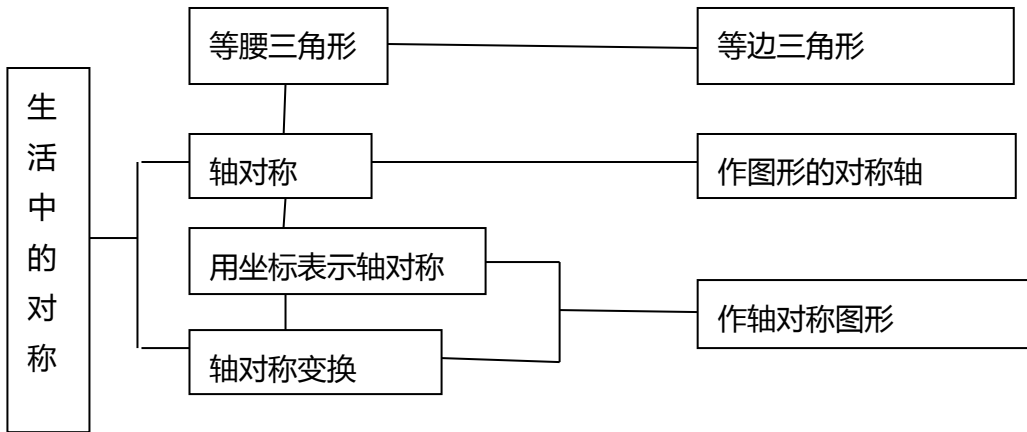 生活中的对称
等腰三角形
等边三角形
轴对称
作图形的对称轴
用坐标表示轴对称
作轴对称图形
轴对称变换